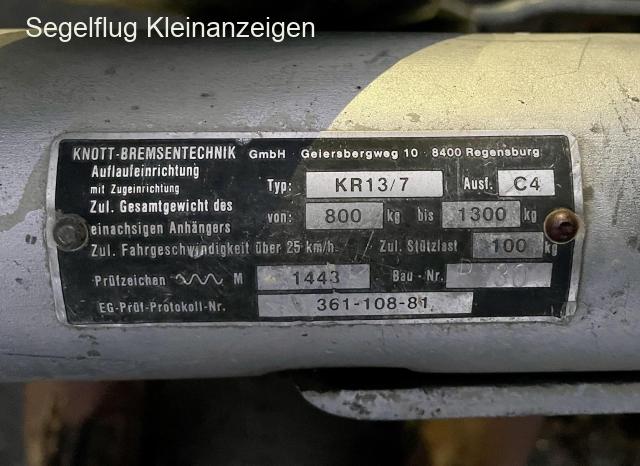 Segelflug Kleinanzeigen
KNOTT-BREMSENTECHNIK GmbH · Geiersbergweg 10 · 8400 Regensburg
Auflaufeinrichtung
mit Zugeinrichtung Typ: KR13/7 Ausf. C4
Zul. Gesamtgewicht des
einachsigen Anhängers von: 800 kg bis 1300 kg
Zul. Fahrgeschwindigkeit über 25 km/h. Zul. Stützlast 100 kg
Prüfzeichen M 1443 Bau-Nr. 30
EG-Prüf-Protokoll-Nr. 361-108-81